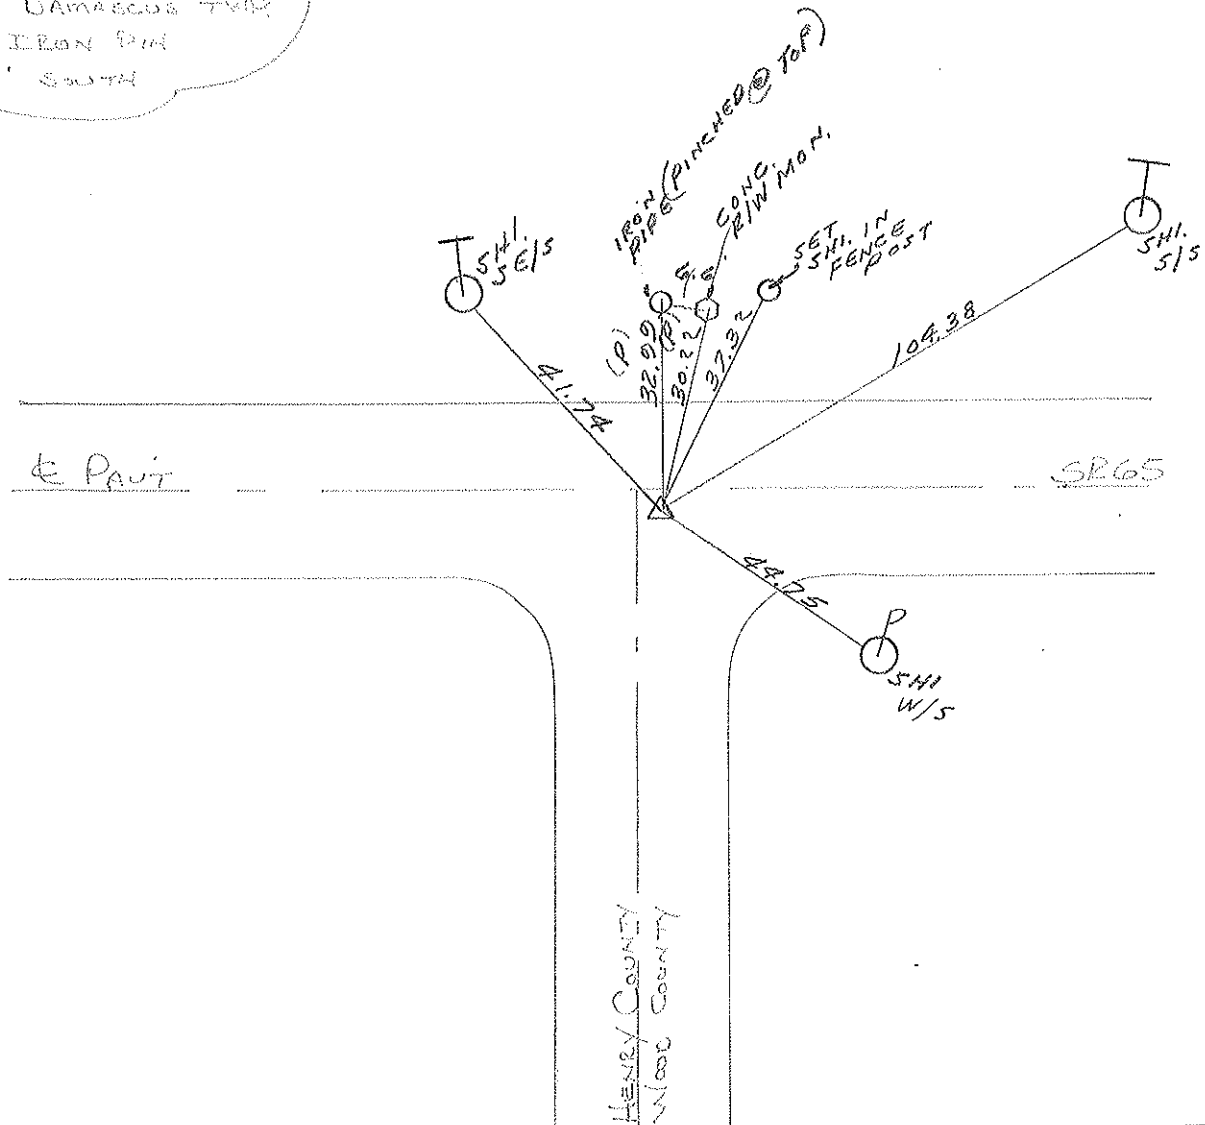 DAMASCUS TWP.
IRON PIN
SOUTH
IRON
PIPE (PINCHED @ TOP)
CONC.
R/W MON.
SET
SHI. IN
FENCE
POST
SHI.
SE/S
SHI.
S/S
(P)
32.99
(P)
30.22
37.32
41.74
104.38
℄ PAVT
SR65
44.75
P
SHI
W/S
HENRY COUNTY
WOOD COUNTY